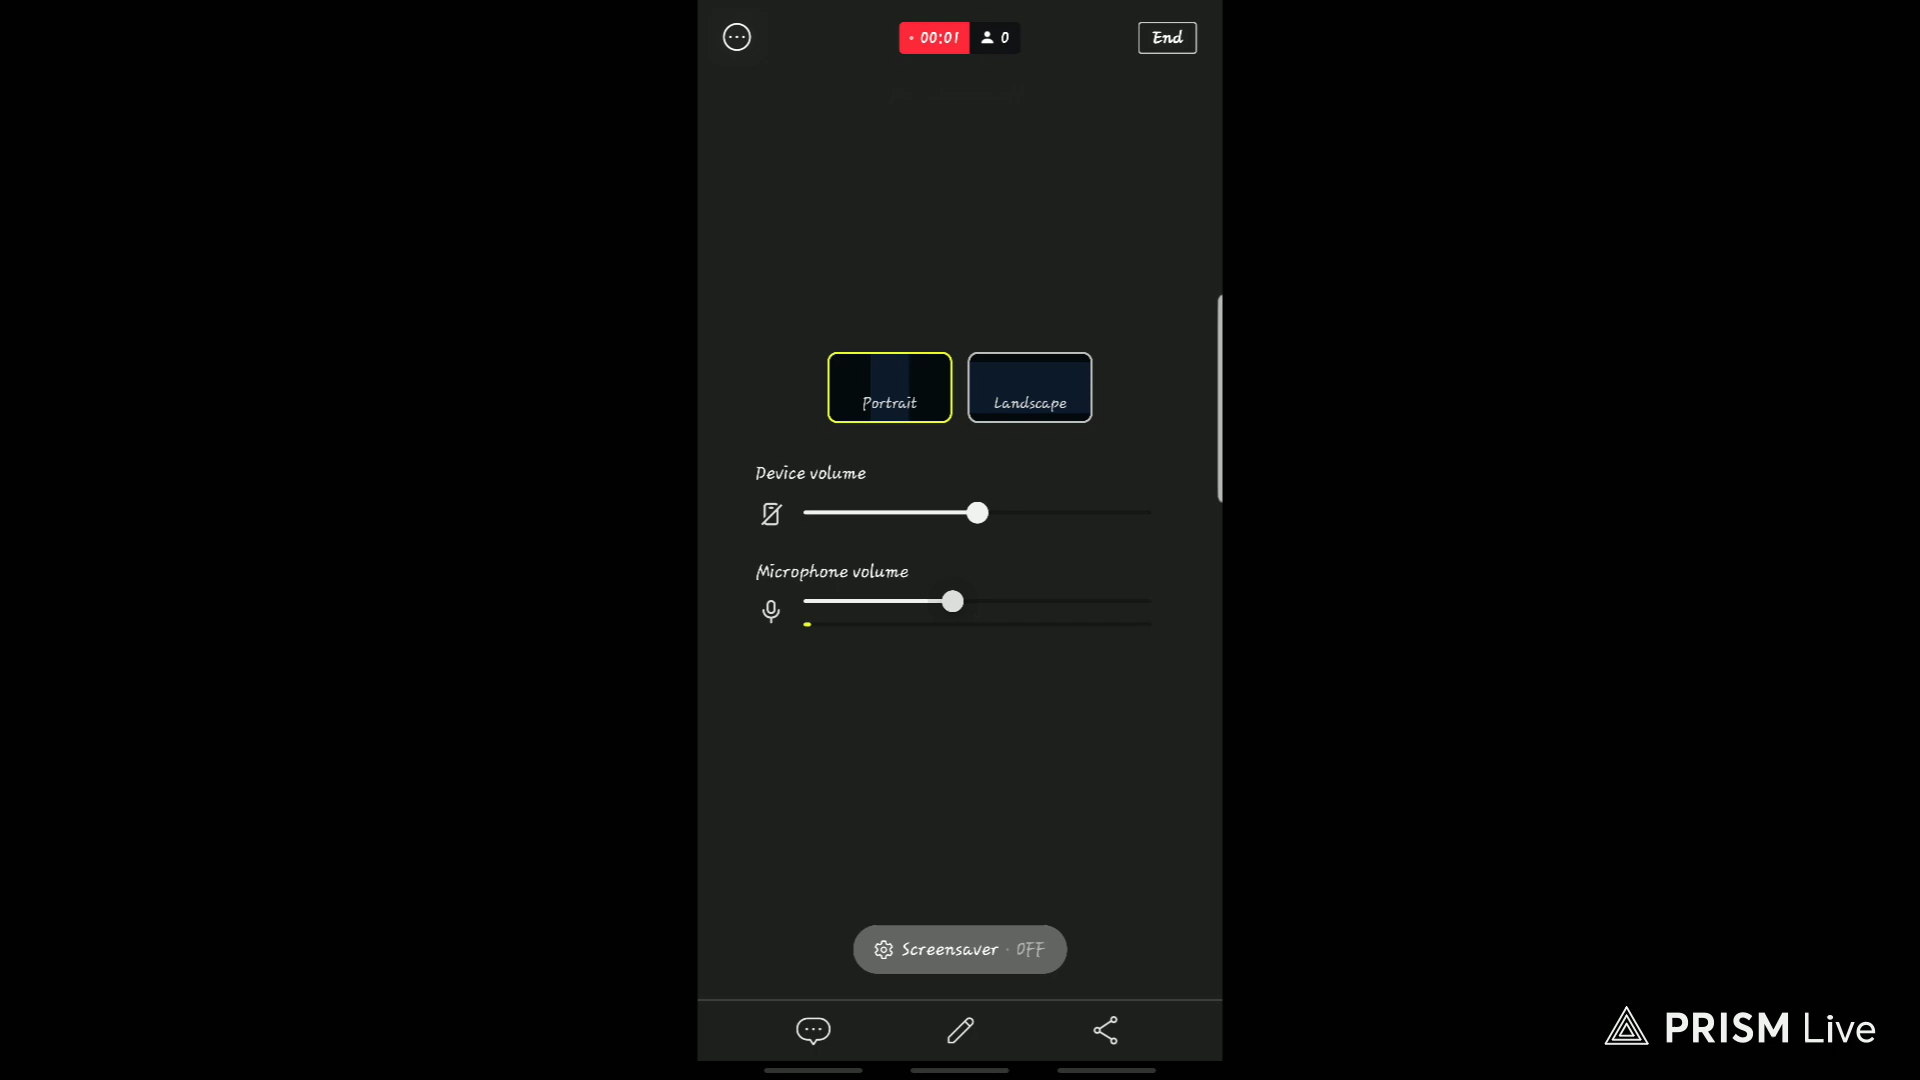 00:01 0 End
Portrait Landscape
Device volume
Microphone volume
Screensaver · OFF
PRISM Live